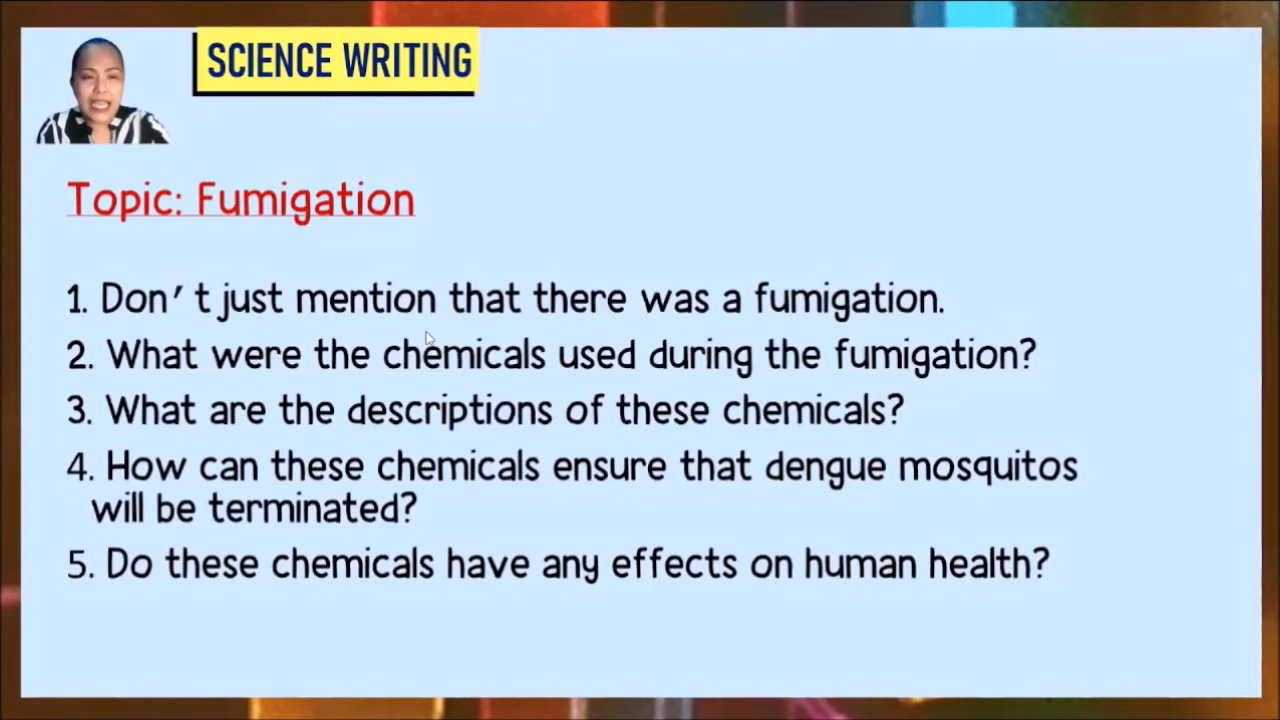 SCIENCE WRITING
Topic: Fumigation
1. Don't just mention that there was a fumigation.
2. What were the chemicals used during the fumigation?
3. What are the descriptions of these chemicals?
4. How can these chemicals ensure that dengue mosquitos
will be terminated?
5. Do these chemicals have any effects on human health?